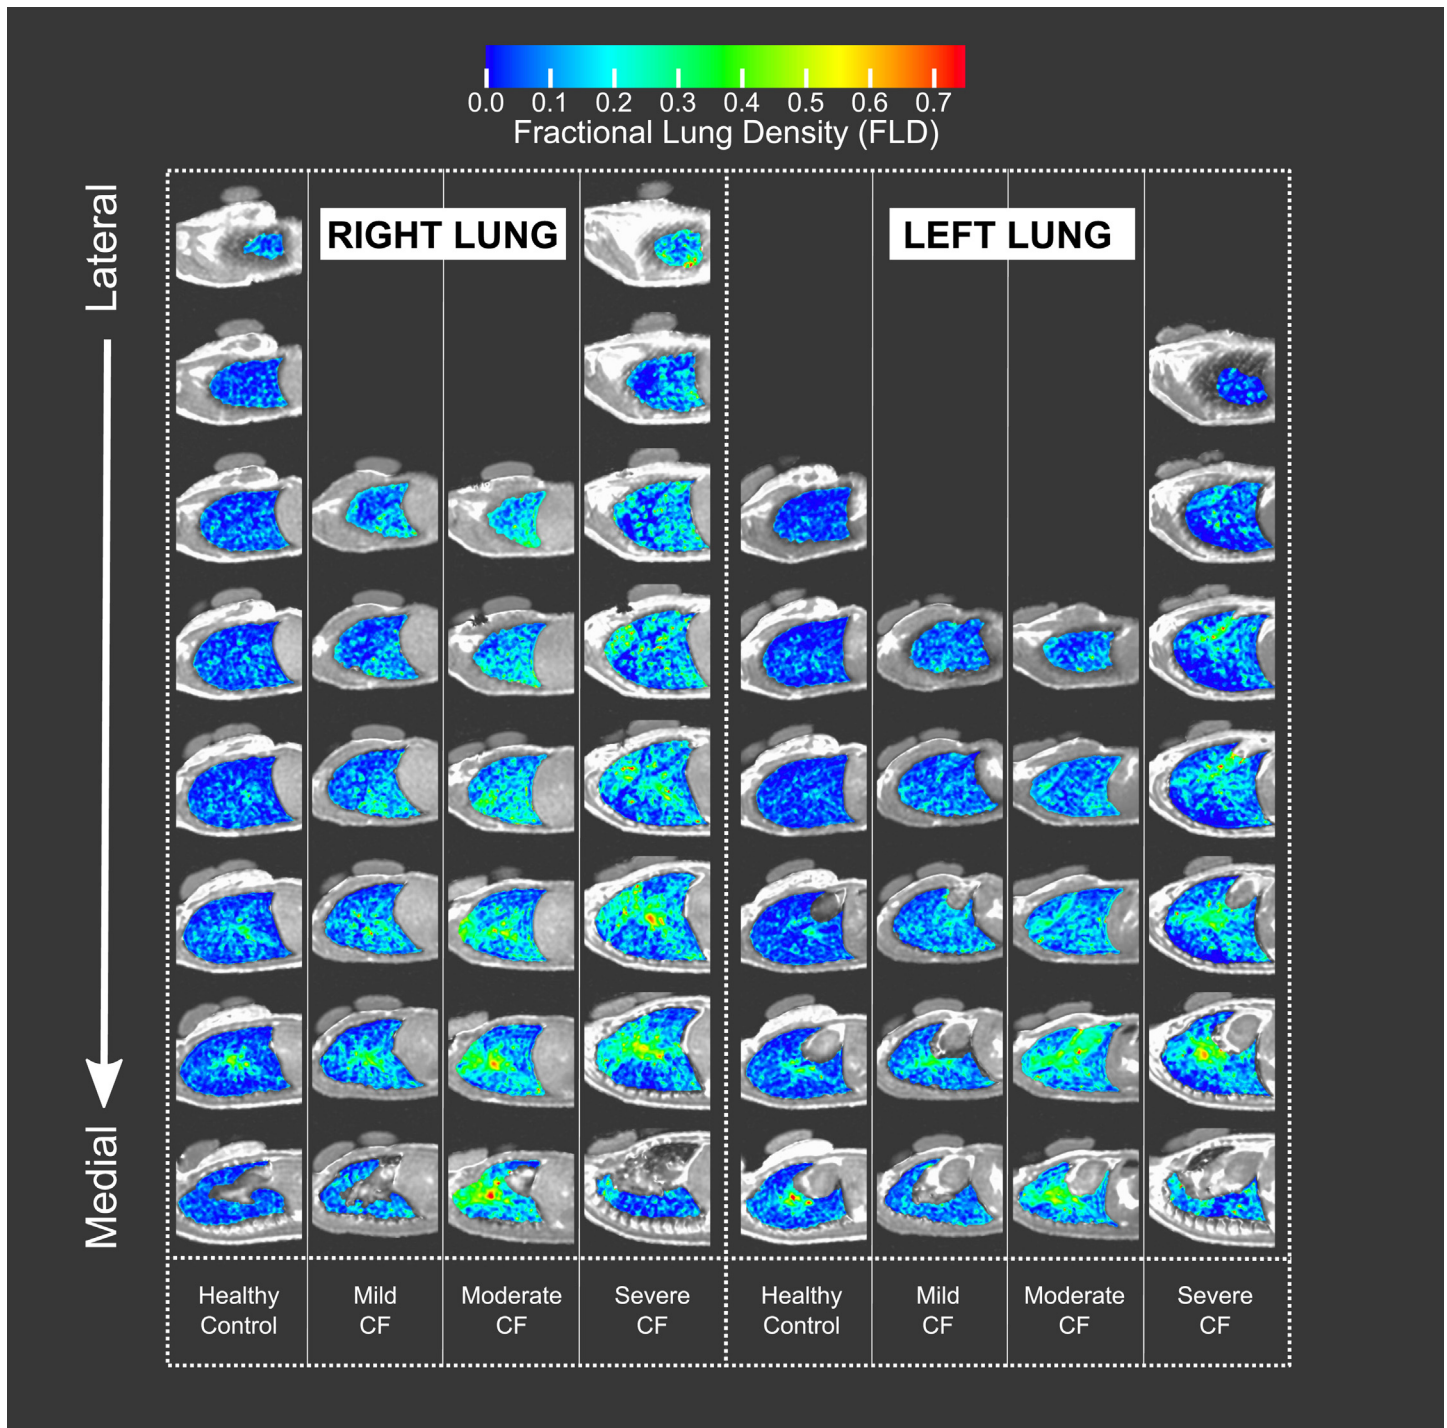 0.0 0.1 0.2 0.3 0.4 0.5 0.6 0.7
Fractional Lung Density (FLD)
Lateral
RIGHT LUNG
LEFT LUNG
Medial
Healthy Control
Mild CF
Moderate CF
Severe CF
Healthy Control
Mild CF
Moderate CF
Severe CF